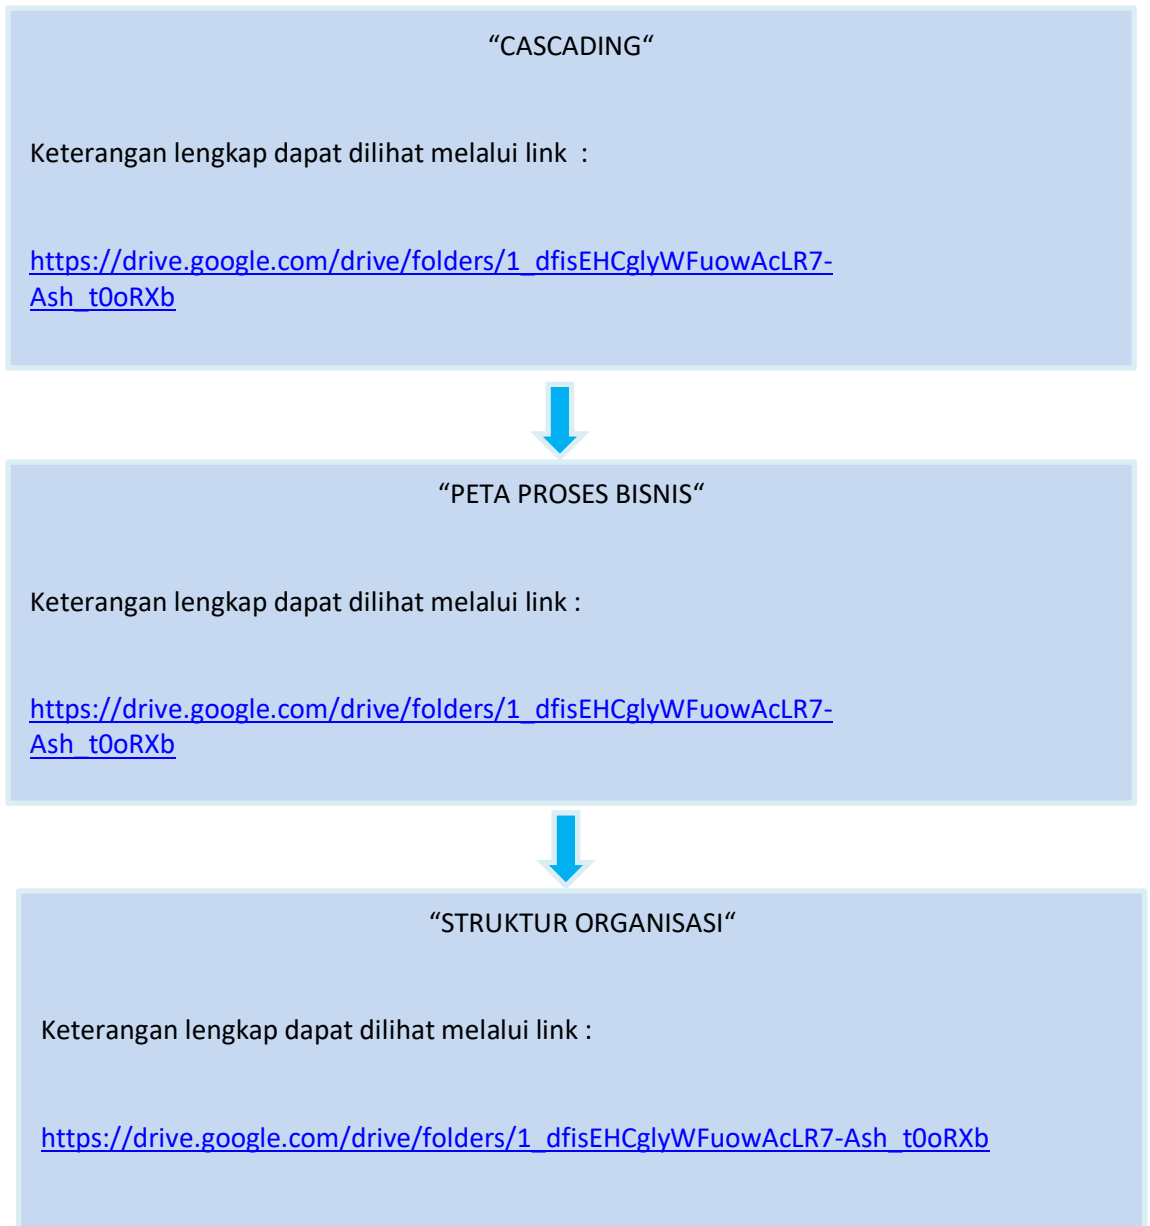 “CASCADING“
Keterangan lengkap dapat dilihat melalui link  :
https://drive.google.com/drive/folders/1_dfisEHCglyWFuowAcLR7-
Ash_t0oRXb
“PETA PROSES BISNIS“
Keterangan lengkap dapat dilihat melalui link :
https://drive.google.com/drive/folders/1_dfisEHCglyWFuowAcLR7-
Ash_t0oRXb
“STRUKTUR ORGANISASI“
Keterangan lengkap dapat dilihat melalui link :
https://drive.google.com/drive/folders/1_dfisEHCglyWFuowAcLR7-Ash_t0oRXb